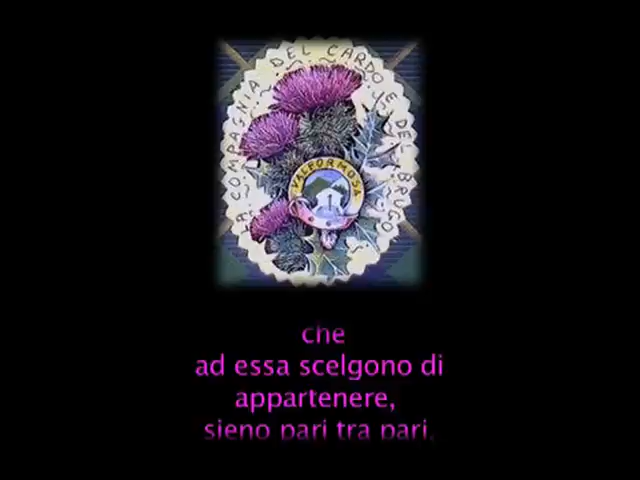 LA COMPAGNIA DEL CARDO E DEL BRUGO
VALFORMOSA
che
ad essa scelgono di
appartenere,
sieno pari tra pari.